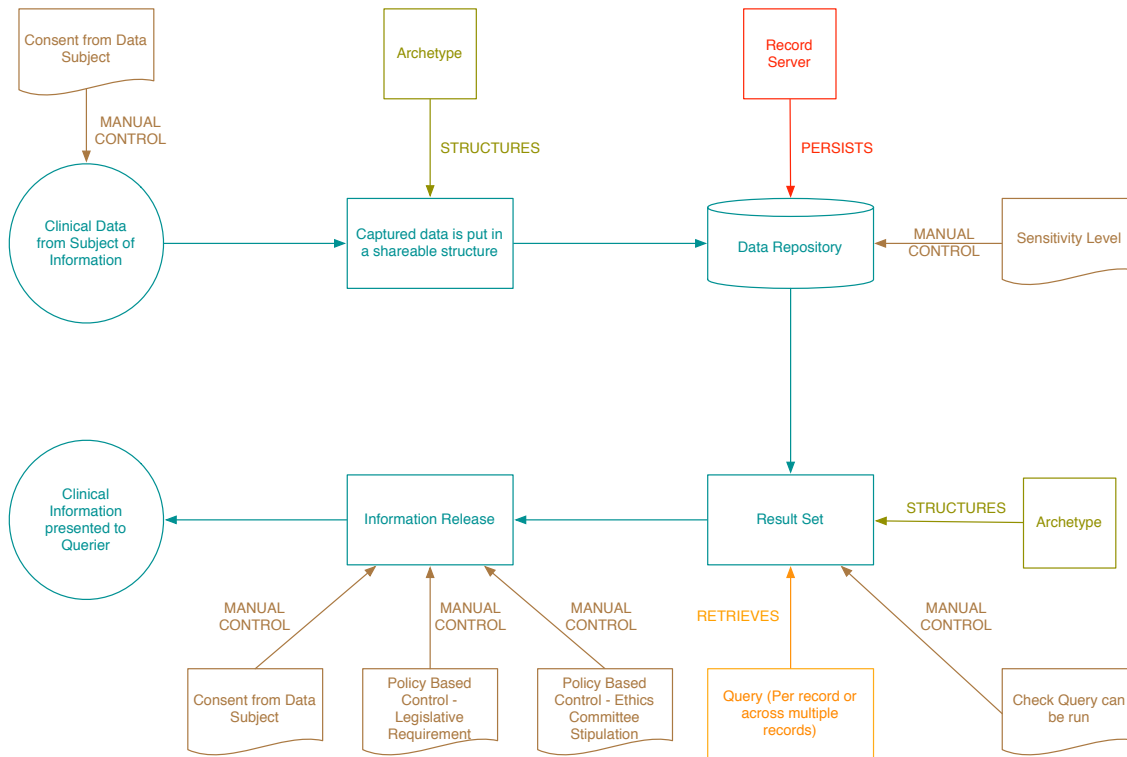 Consent from Data
Subject
Archetype
Record
Server
MANUAL
CONTROL
STRUCTURES
PERSISTS
Clinical Data
from Subject of
Information
Captured data is put in
a shareable structure
Data Repository
MANUAL
CONTROL
Sensitivity Level
Clinical
Information
presented to
Querier
Information Release
Result Set
STRUCTURES
Archetype
MANUAL
CONTROL
MANUAL
CONTROL
MANUAL
CONTROL
RETRIEVES
MANUAL
CONTROL
Consent from Data
Subject
Policy Based
Control -
Legislative
Requirement
Policy Based
Control - Ethics
Committee
Stipulation
Query (Per record or
across multiple
records)
Check Query can
be run